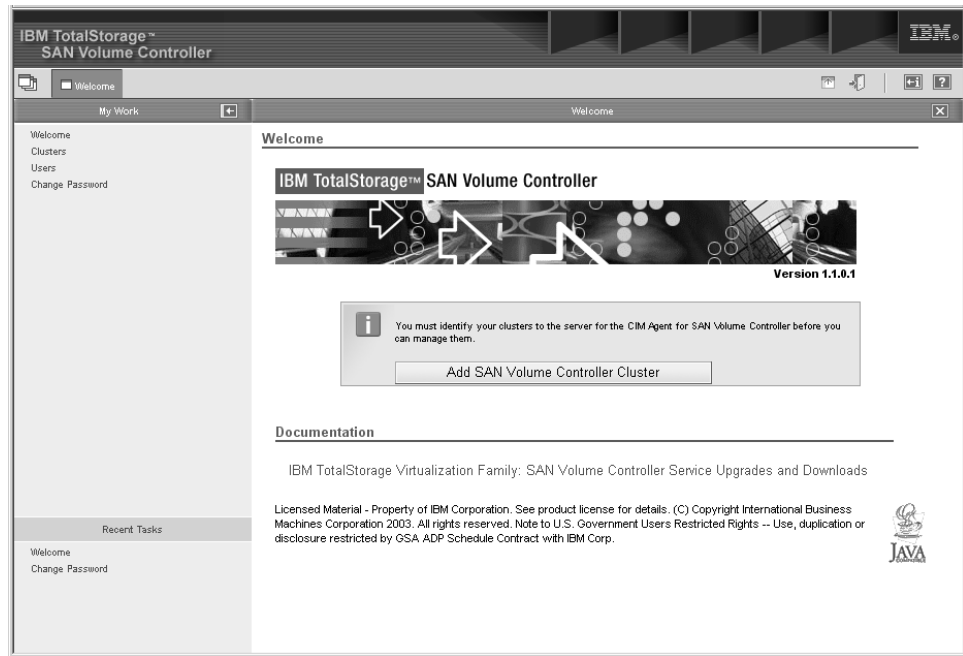 IBM TotalStorage™
SAN Volume Controller
IBM®
Welcome
My Work
Welcome
Welcome
Clusters
Users
Change Password
Welcome
IBM TotalStorage™ SAN Volume Controller
Version 1.1.0.1
You must identify your clusters to the server for the CIM Agent for SAN Volume Controller before you
can manage them.
Add SAN Volume Controller Cluster
Documentation
IBM TotalStorage Virtualization Family: SAN Volume Controller Service Upgrades and Downloads
Licensed Material - Property of IBM Corporation. See product license for details. (C) Copyright International Business
Machines Corporation 2003. All rights reserved. Note to U.S. Government Users Restricted Rights -- Use, duplication or
disclosure restricted by GSA ADP Schedule Contract with IBM Corp.
JAVA
COMPATIBLE
Recent Tasks
Welcome
Change Password